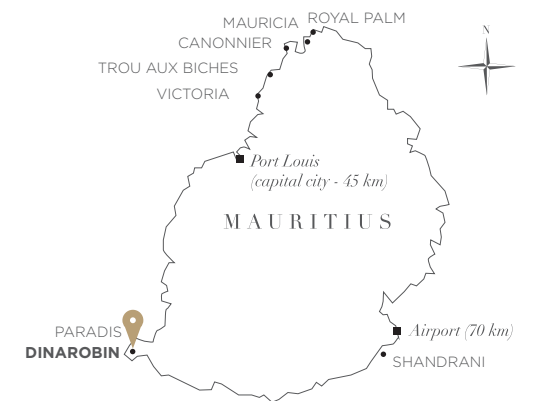 MAURICIA
ROYAL PALM
CANONNIER
N
TROU AUX BICHES
VICTORIA
Port Louis
(capital city - 45 km)
MAURITIUS
PARADIS
DINAROBIN
Airport (70 km)
SHANDRANI